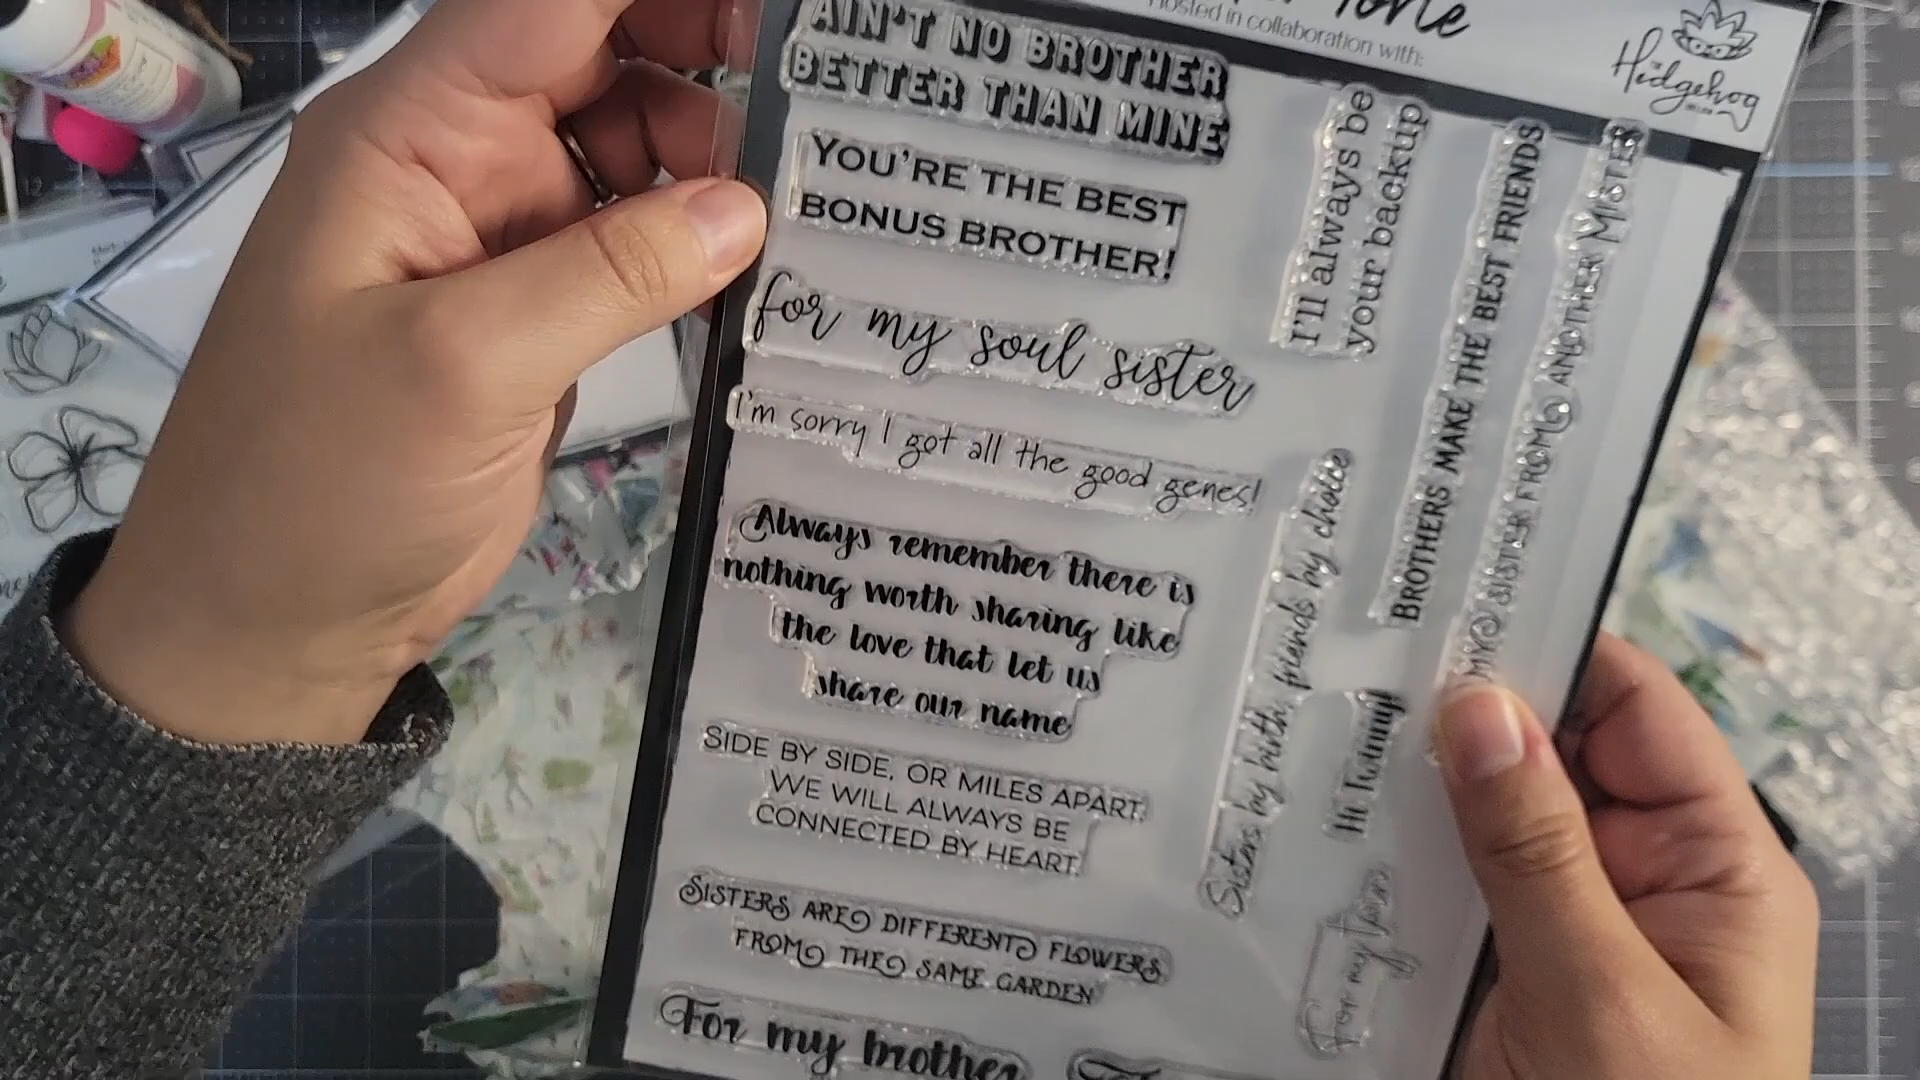 Hosted in collaboration with:
Hedgehog
AIN'T NO BROTHER
BETTER THAN MINE
YOU'RE THE BEST
BONUS BROTHER!
for my soul sister
I'm sorry I got all the good genes!
Always remember there is
nothing worth sharing like
the love that let us
share our name
SIDE BY SIDE, OR MILES APART,
WE WILL ALWAYS BE
CONNECTED BY HEART.
SISTERS ARE DIFFERENT FLOWERS
FROM THE SAME GARDEN
For my brother
I'll always be
your backup
Sisters by birth, friends by choice
BROTHERS MAKE THE BEST FRIENDS
MY SISTER FROM ANOTHER MISTER
Hi Twinny!
For my twin